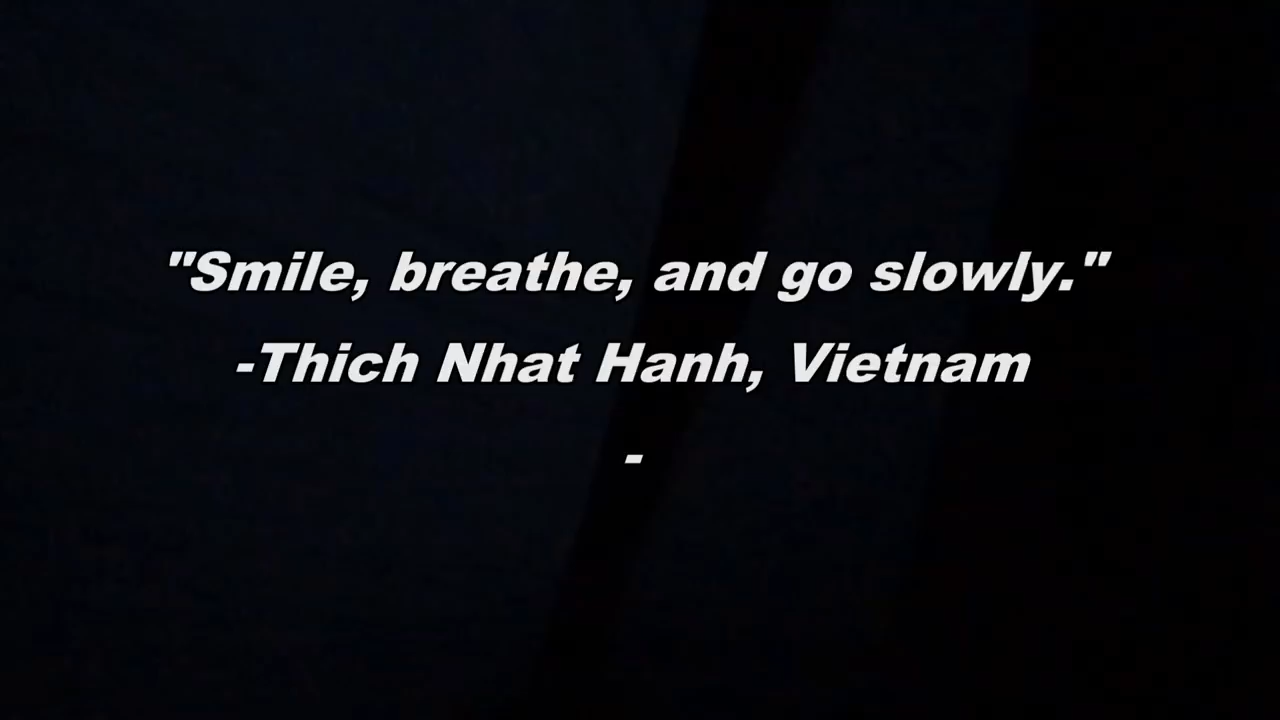 "Smile, breathe, and go slowly."
-Thich Nhat Hanh, Vietnam
-